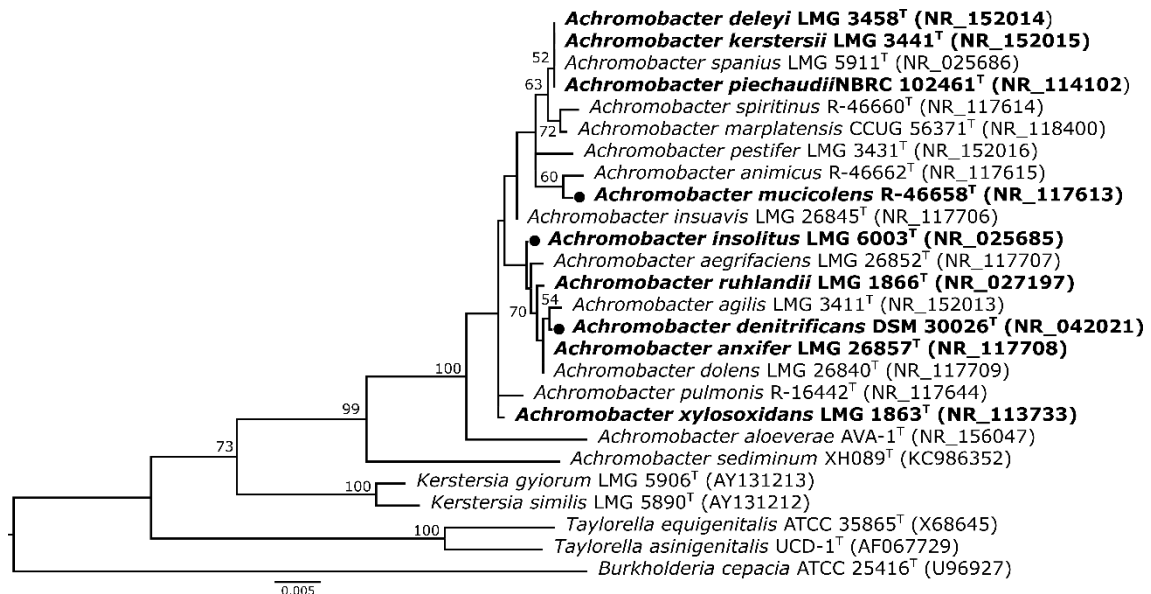 Achromobacter deleyi LMG 3458ᵀ (NR_152014)
Achromobacter kerstersii LMG 3441ᵀ (NR_152015)
52
Achromobacter spanius LMG 5911ᵀ (NR_025686)
63
Achromobacter piechaudiiNBRC 102461ᵀ (NR_114102)
Achromobacter spiritinus R-46660ᵀ (NR_117614)
72
Achromobacter marplatensis CCUG 56371ᵀ (NR_118400)
Achromobacter pestifer LMG 3431ᵀ (NR_152016)
Achromobacter animicus R-46662ᵀ (NR_117615)
60
Achromobacter mucicolens R-46658ᵀ (NR_117613)
Achromobacter insuavis LMG 26845ᵀ (NR_117706)
Achromobacter insolitus LMG 6003ᵀ (NR_025685)
Achromobacter aegrifaciens LMG 26852ᵀ (NR_117707)
Achromobacter ruhlandii LMG 1866ᵀ (NR_027197)
54
Achromobacter agilis LMG 3411ᵀ (NR_152013)
70
Achromobacter denitrificans DSM 30026ᵀ (NR_042021)
Achromobacter anxifer LMG 26857ᵀ (NR_117708)
Achromobacter dolens LMG 26840ᵀ (NR_117709)
100
Achromobacter pulmonis R-16442ᵀ (NR_117644)
99
Achromobacter xylosoxidans LMG 1863ᵀ (NR_113733)
Achromobacter aloeverae AVA-1ᵀ (NR_156047)
73
Achromobacter sediminum XH089ᵀ (KC986352)
Kerstersia gyiorum LMG 5906ᵀ (AY131213)
100
Kerstersia similis LMG 5890ᵀ (AY131212)
Taylorella equigenitalis ATCC 35865ᵀ (X68645)
100
Taylorella asinigenitalis UCD-1ᵀ (AF067729)
Burkholderia cepacia ATCC 25416ᵀ (U96927)
0.005